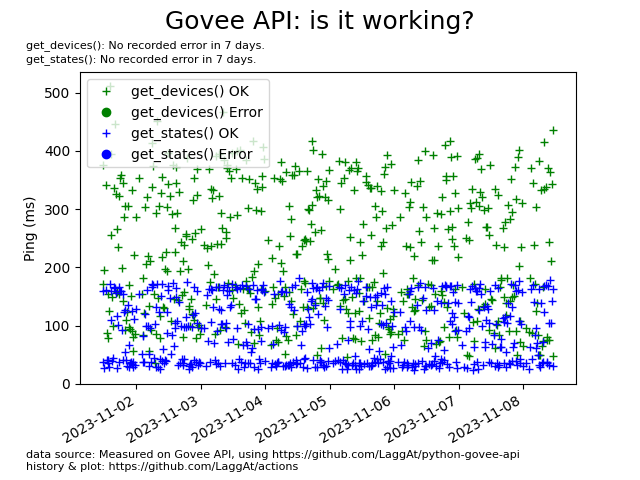 Govee API: is it working?
get_devices(): No recorded error in 7 days.
get_states(): No recorded error in 7 days.
get_devices() OK
get_devices() Error
get_states() OK
get_states() Error
Ping (ms)
500
400
300
200
100
0
2023-11-02
2023-11-03
2023-11-04
2023-11-05
2023-11-06
2023-11-07
2023-11-08
data source: Measured on Govee API, using https://github.com/LaggAt/python-govee-api
history & plot: https://github.com/LaggAt/actions